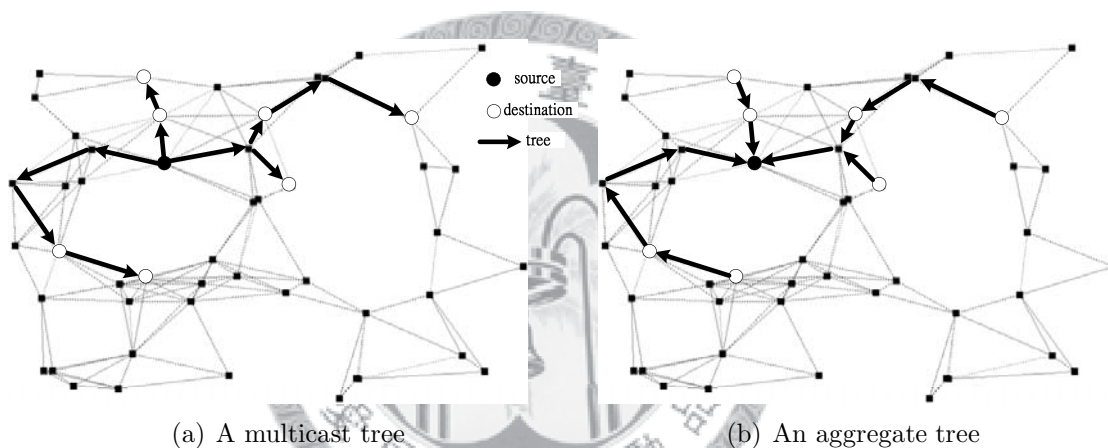 source
destination
tree
(a) A multicast tree
(b) An aggregate tree